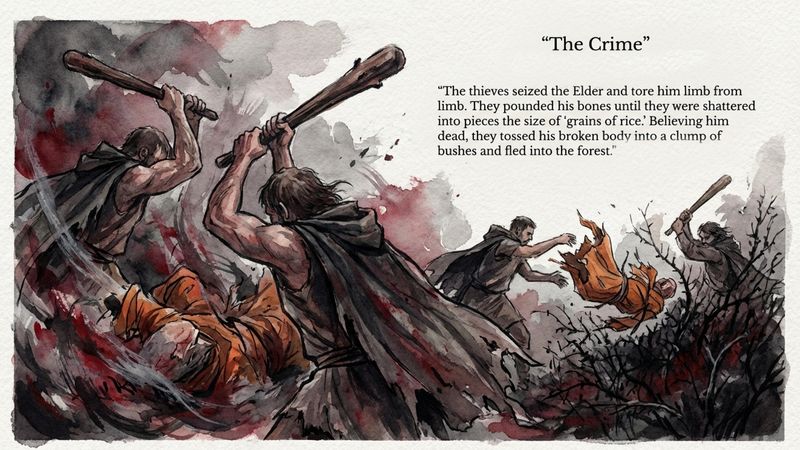 “The Crime”
“The thieves seized the Elder and tore him limb from
limb. They pounded his bones until they were shattered
into pieces the size of ‘grains of rice.’ Believing him
dead, they tossed his broken body into a clump of
bushes and fled into the forest.”